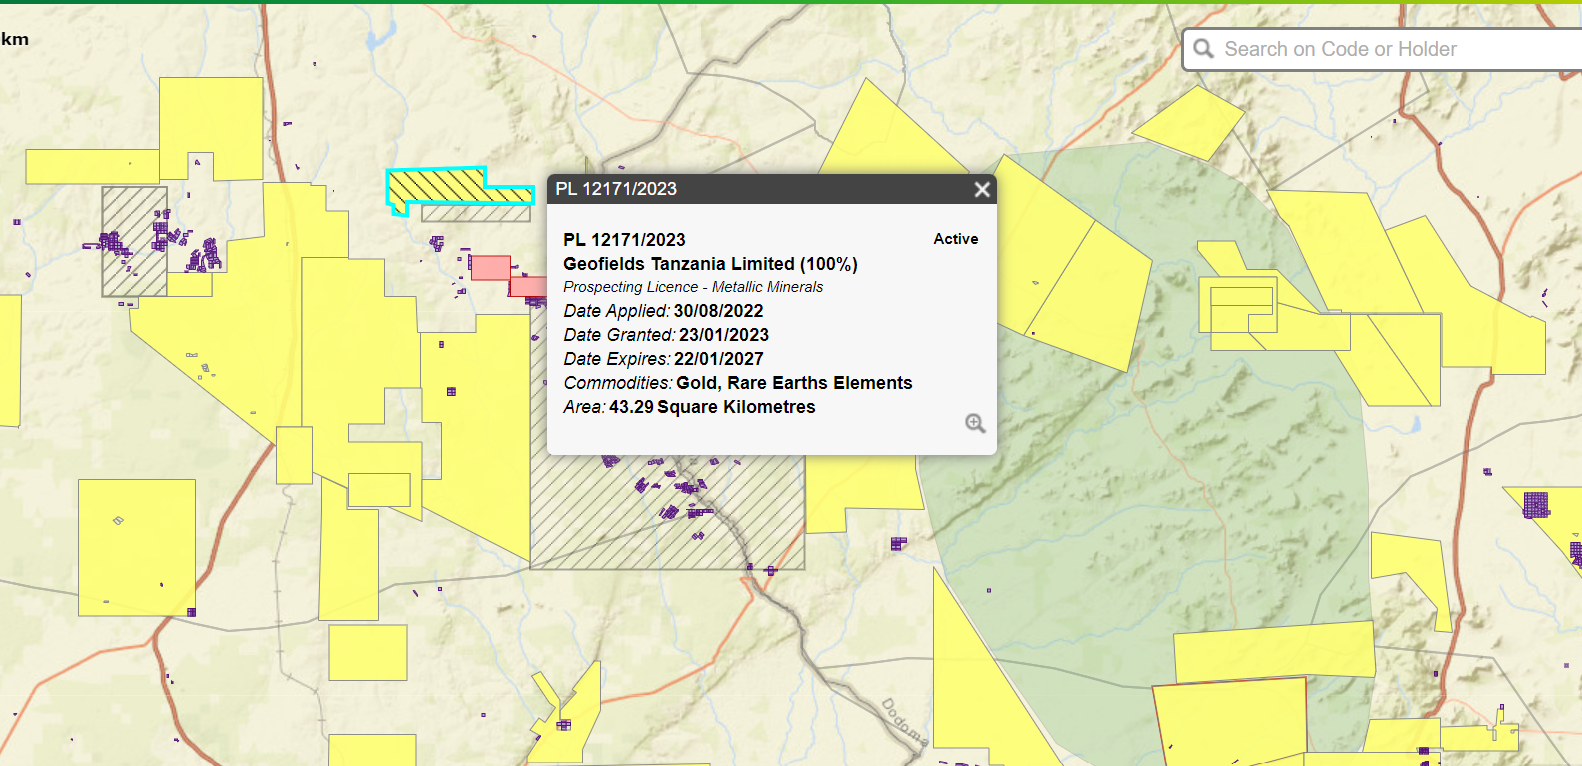 km
Search on Code or Holder
PL 12171/2023
PL 12171/2023 Active
Geofields Tanzania Limited (100%)
Prospecting Licence - Metallic Minerals
Date Applied: 30/08/2022
Date Granted: 23/01/2023
Date Expires: 22/01/2027
Commodities: Gold, Rare Earths Elements
Area: 43.29 Square Kilometres
Dodoma